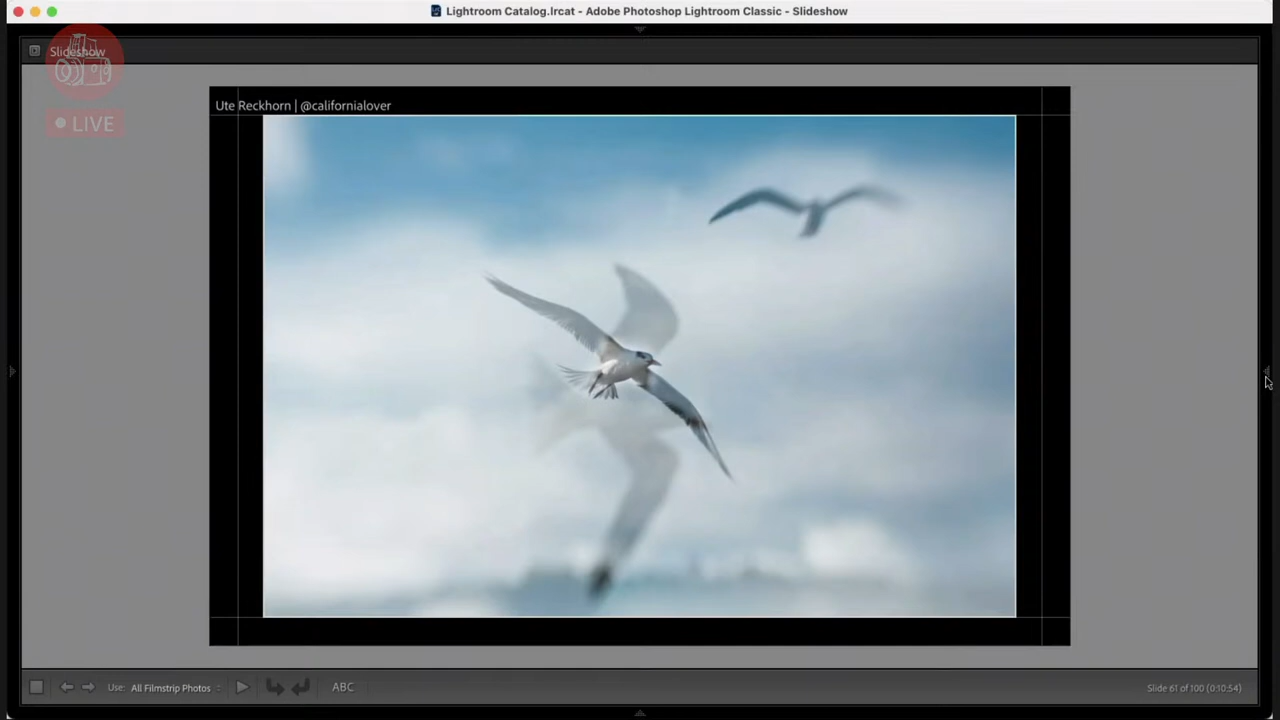 Lightroom Catalog.lrcat - Adobe Photoshop Lightroom Classic - Slideshow
Slideshow
LIVE
Ute Reckhorn | @californialover
Use: All Filmstrip Photos
ABC
Slide 61 of 100 (0:10:54)